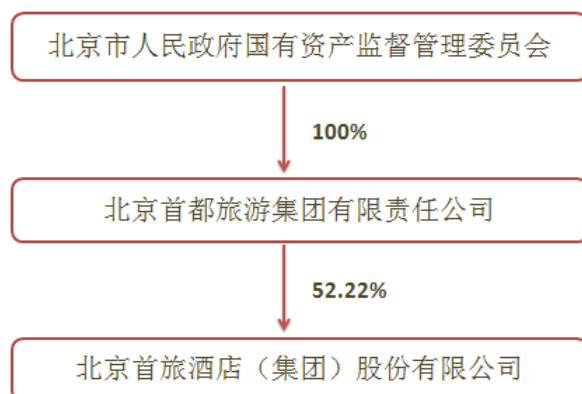 北京市人民政府国有资产监督管理委员会
100%
北京首都旅游集团有限责任公司
52.22%
北京首旅酒店（集团）股份有限公司